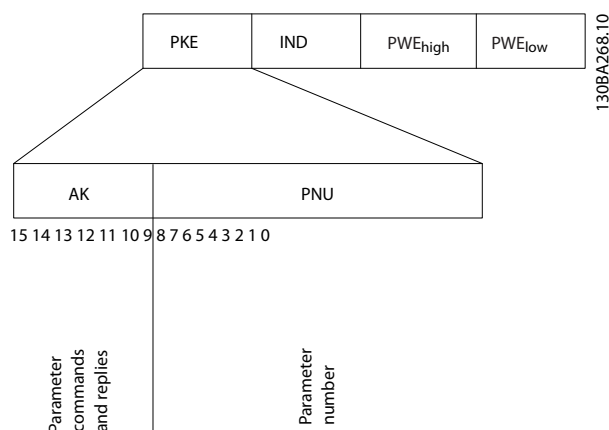 PKE IND PWEhigh PWElow
130BA268.10
AK PNU
15 14 13 12 11 10 9 8 7 6 5 4 3 2 1 0
Parameter
commands
and replies
Parameter
number